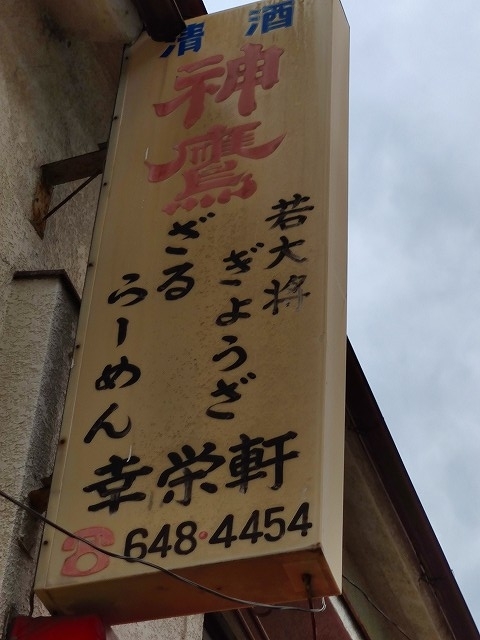 清酒
神鷹
若大将
ぎょうざ
ざる
らーめん
幸栄軒
☎648・4454